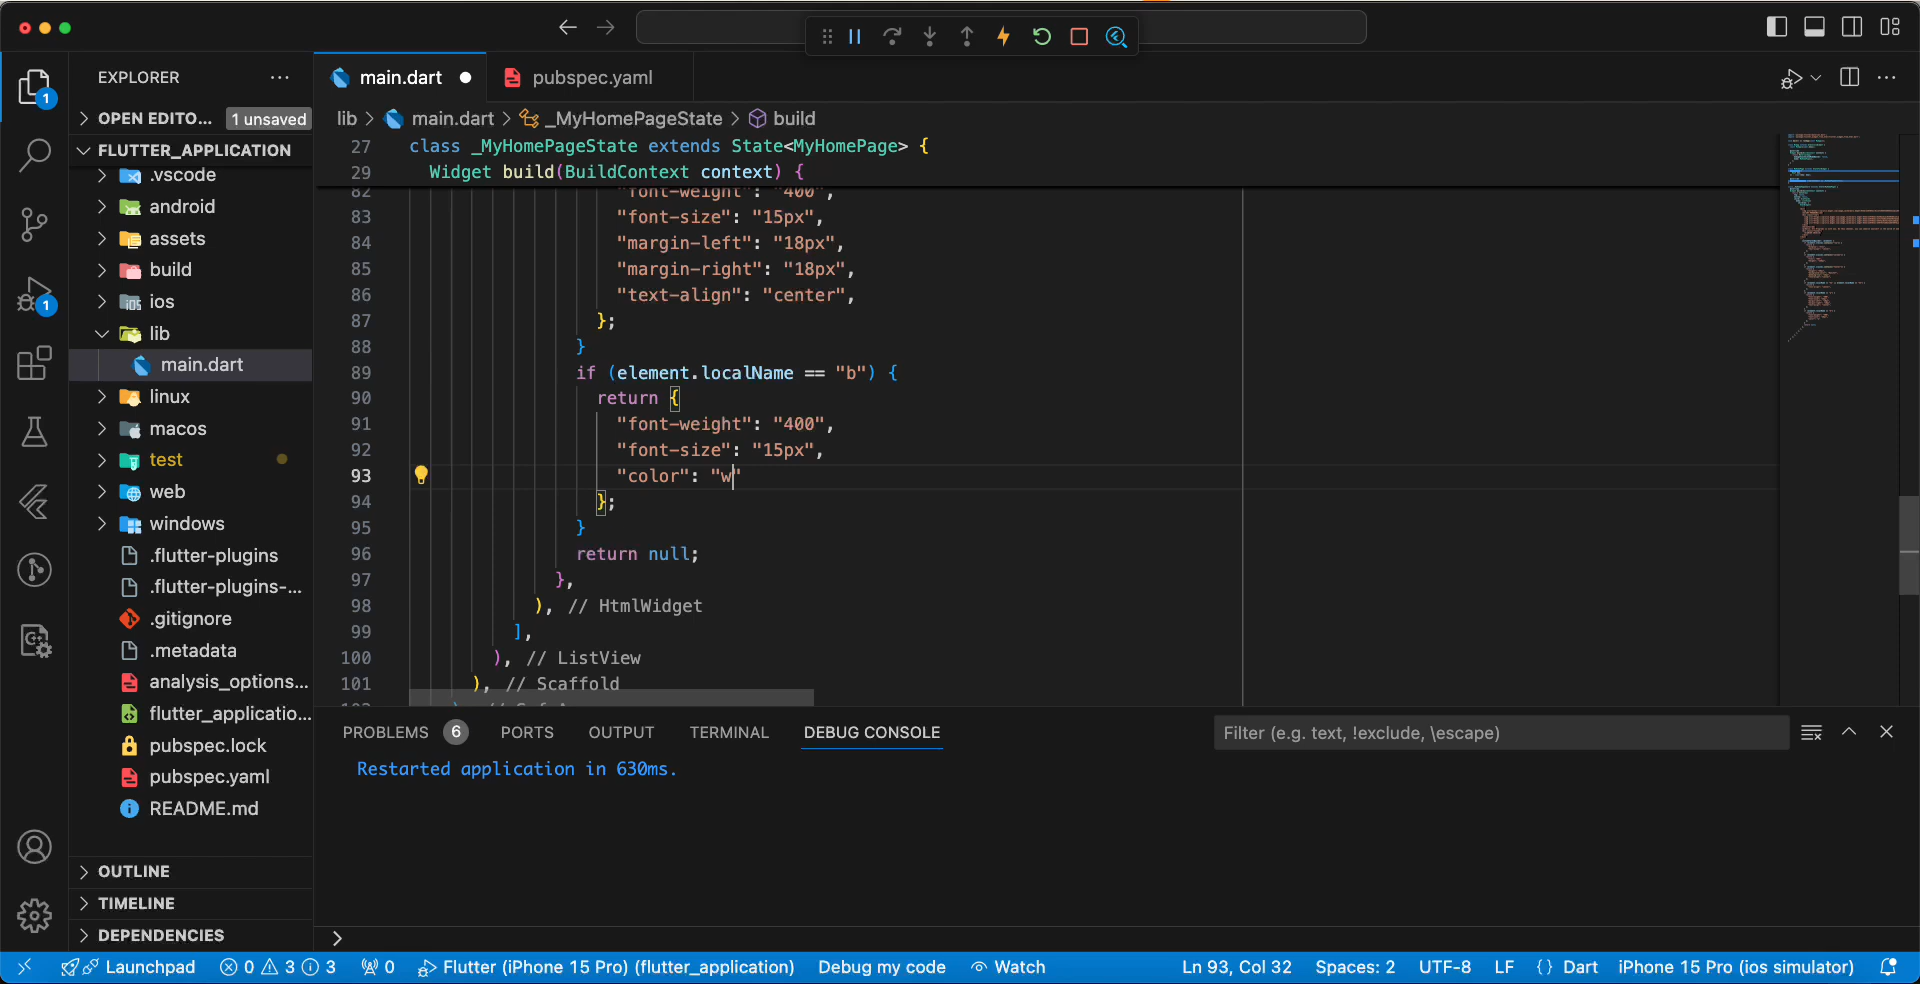 EXPLORER
OPEN EDITO... 1 unsaved
FLUTTER_APPLICATION
.vscode
android
assets
build
ios
lib
main.dart
linux
macos
test
web
windows
.flutter-plugins
.flutter-plugins-...
.gitignore
.metadata
analysis_options...
flutter_applicatio...
pubspec.lock
pubspec.yaml
README.md
OUTLINE
TIMELINE
DEPENDENCIES
1
1
main.dart
pubspec.yaml
lib > main.dart > _MyHomePageState > build
27 class _MyHomePageState extends State<MyHomePage> {
29 Widget build(BuildContext context) {
82 "font-weight": "400",
83 "font-size": "15px",
84 "margin-left": "18px",
85 "margin-right": "18px",
86 "text-align": "center",
87 };
88 }
89 if (element.localName == "b") {
90 return {
91 "font-weight": "400",
92 "font-size": "15px",
93 "color": "w"
94 };
95 }
96 return null;
97 },
98 ), // HtmlWidget
99 ],
100 ), // ListView
101 ), // Scaffold
PROBLEMS 6 PORTS OUTPUT TERMINAL DEBUG CONSOLE
Filter (e.g. text, !exclude, \escape)
Restarted application in 630ms.
>
Launchpad 0 3 3 0 Flutter (iPhone 15 Pro) (flutter_application) Debug my code Watch Ln 93, Col 32 Spaces: 2 UTF-8 LF {} Dart iPhone 15 Pro (ios simulator)